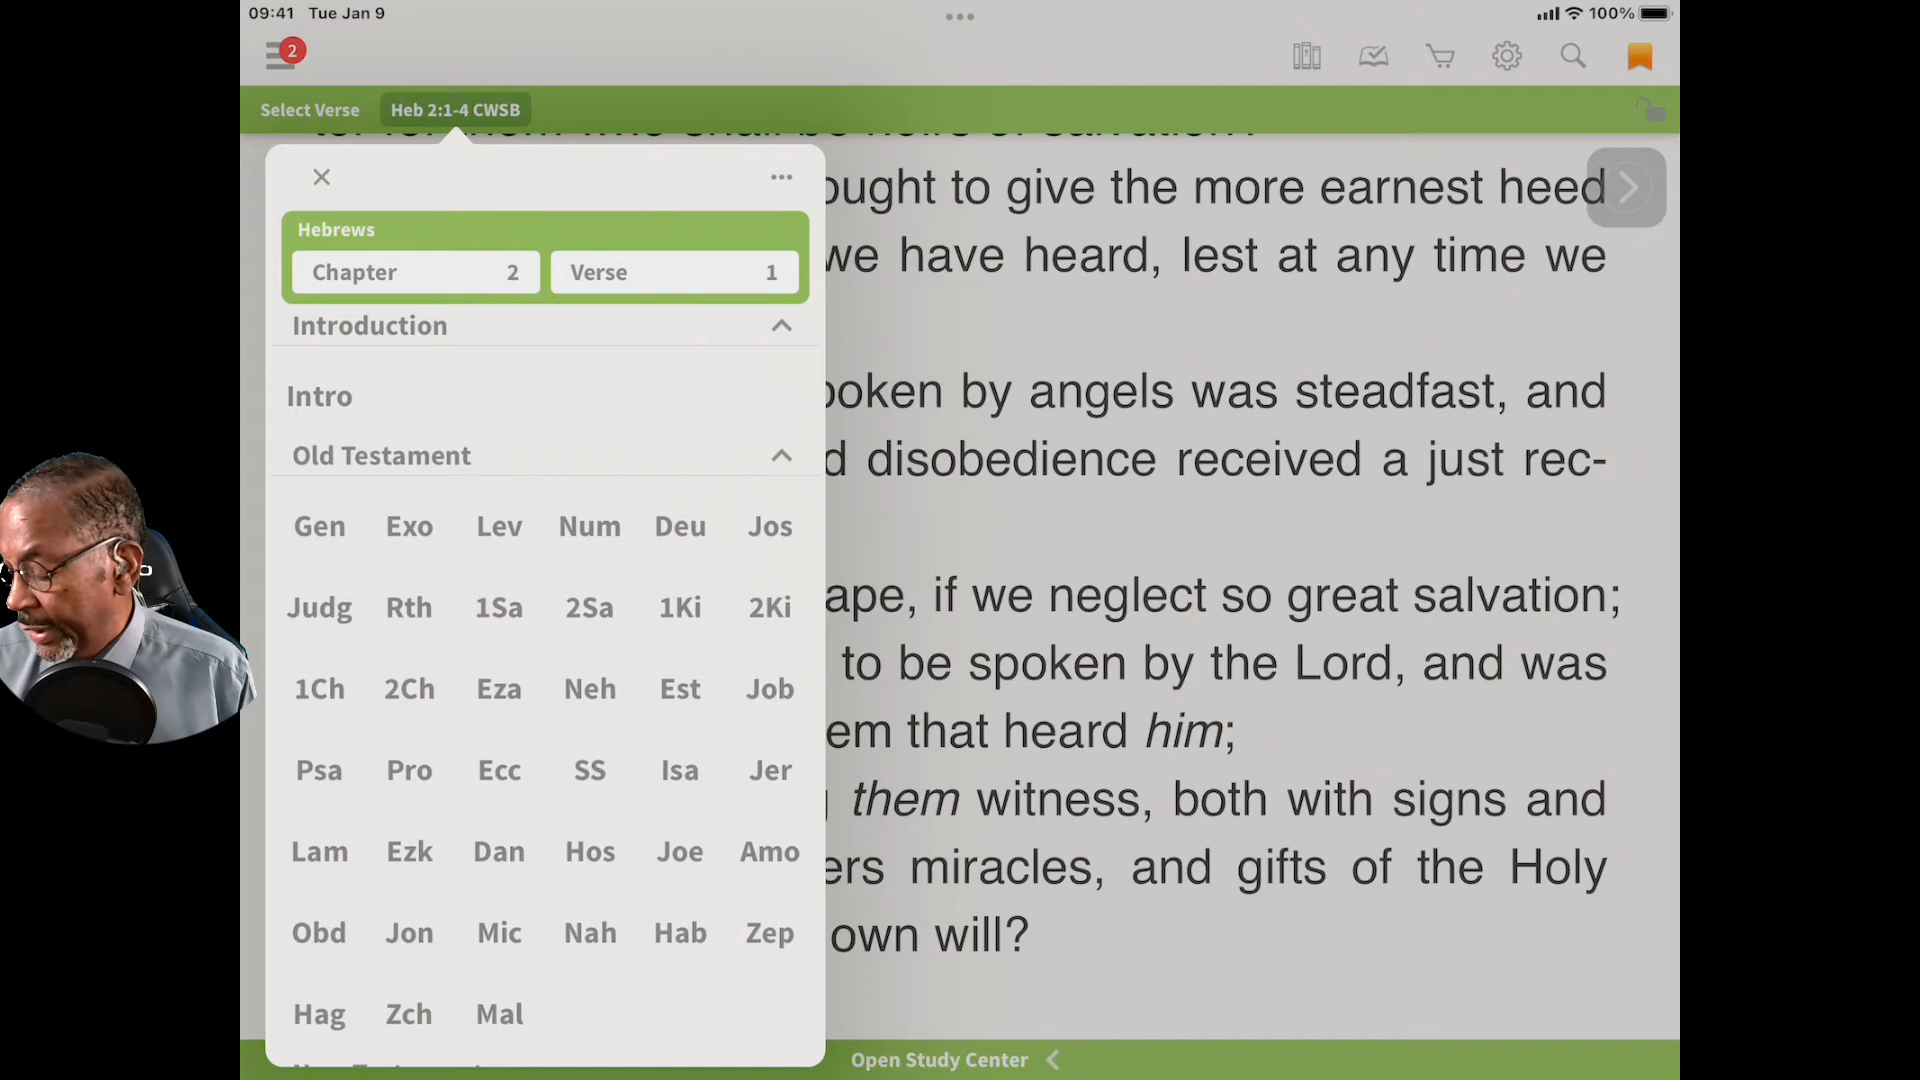 09:41 Tue Jan 9
100%
2
Select Verse Heb 2:1-4 CWSB
ought to give the more earnest heed
we have heard, lest at any time we
poken by angels was steadfast, and
d disobedience received a just rec-
ape, if we neglect so great salvation;
to be spoken by the Lord, and was
em that heard him;
them witness, both with signs and
ers miracles, and gifts of the Holy
own will?
Hebrews
Chapter 2 Verse 1
Introduction
Intro
Old Testament
Gen Exo Lev Num Deu Jos
Judg Rth 1Sa 2Sa 1Ki 2Ki
1Ch 2Ch Eza Neh Est Job
Psa Pro Ecc SS Isa Jer
Lam Ezk Dan Hos Joe Amo
Obd Jon Mic Nah Hab Zep
Hag Zch Mal
Open Study Center